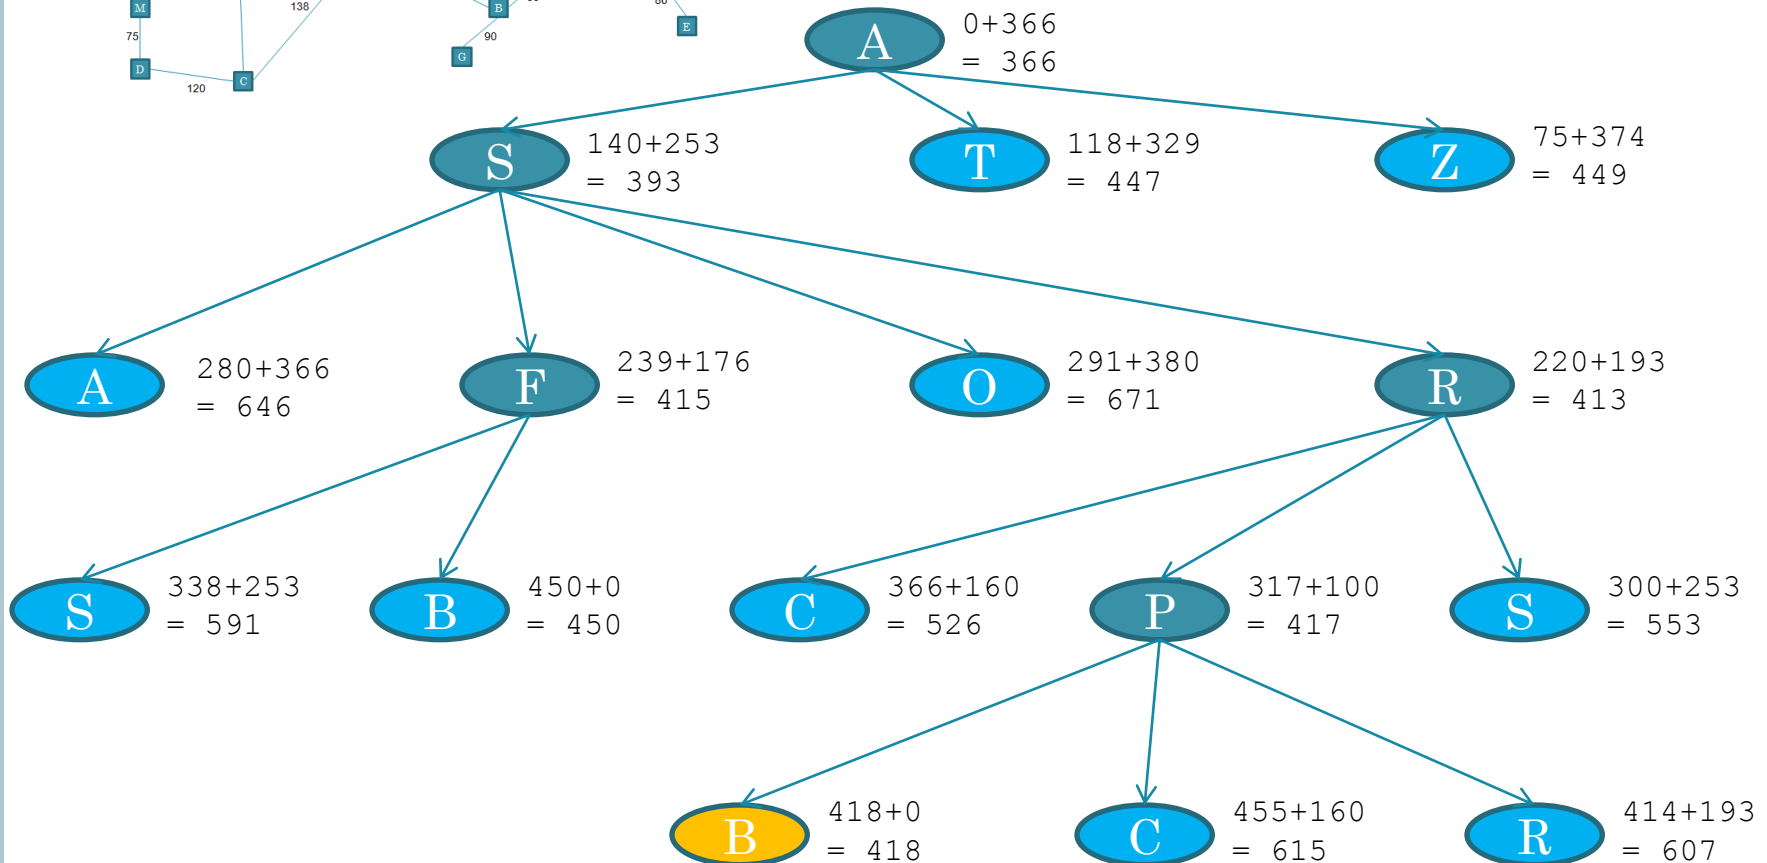 M
138
B
80
E
75
90
G
D
C
120
A
0+366
= 366
S
140+253
= 393
T
118+329
= 447
Z
75+374
= 449
A
280+366
= 646
F
239+176
= 415
O
291+380
= 671
R
220+193
= 413
S
338+253
= 591
B
450+0
= 450
C
366+160
= 526
P
317+100
= 417
S
300+253
= 553
B
418+0
= 418
C
455+160
= 615
R
414+193
= 607